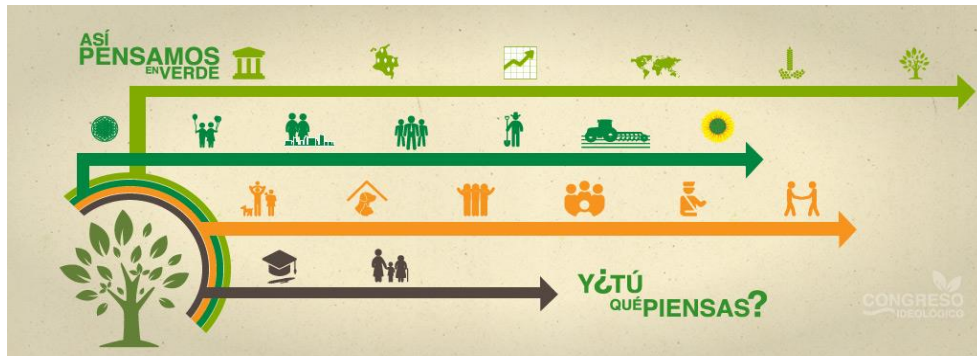 ASÍ
PENSAMOS
EN VERDE
Y¿TÚ
QUÉ PIENSAS?
CONGRESO
IDEOLÓGICO